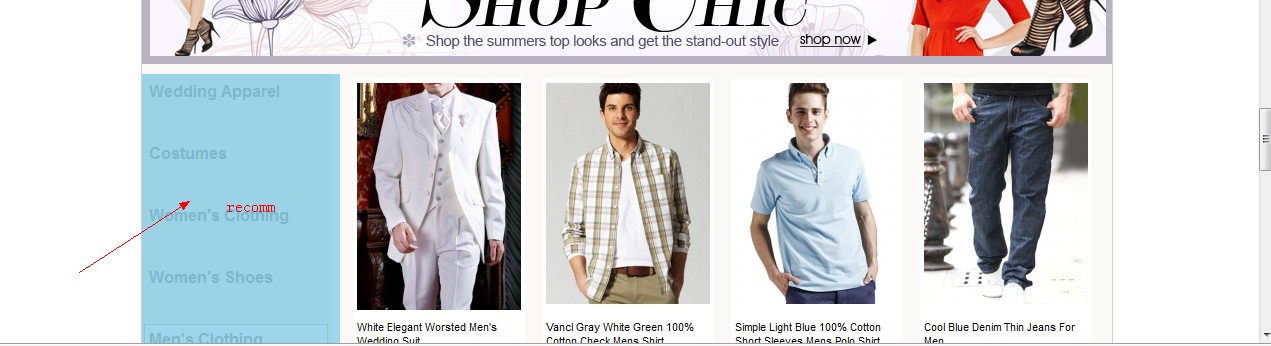 SHOP CHIC
Shop the summers top looks and get the stand-out style shop now
Wedding Apparel
Costumes
recomm
Women's Clothing
Women's Shoes
Men's Clothing
White Elegant Worsted Men's
Wedding Suit
Vancl Gray White Green 100%
Cotton Check Mens Shirt
Simple Light Blue 100% Cotton
Short Sleeves Mens Polo Shirt
Cool Blue Denim Thin Jeans For
Men